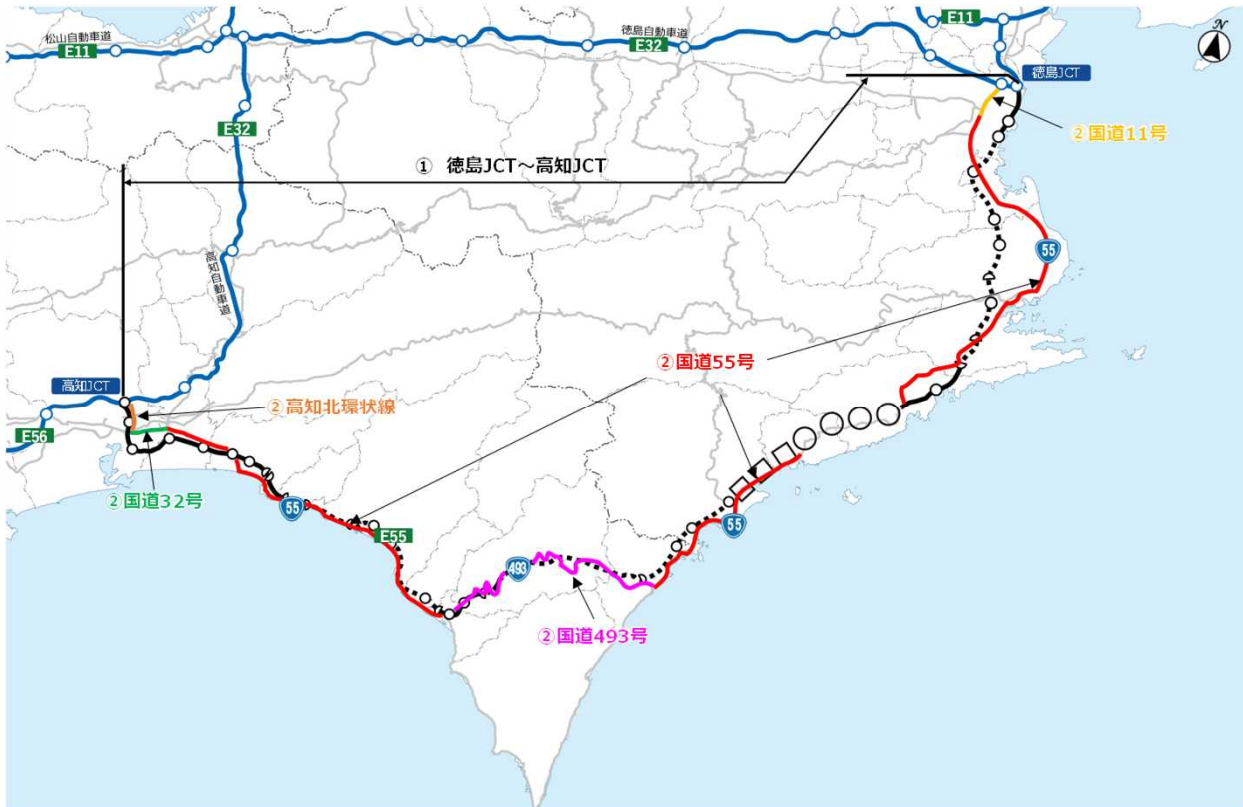 松山自動車道
E11
徳島自動車道
E32
E11
N
徳島JCT
E32
②国道11号
① 徳島JCT～高知JCT
高知自動車道
55
②国道55号
高知JCT
②高知北環状線
E56
②国道32号
55
E55
55
493
②国道493号